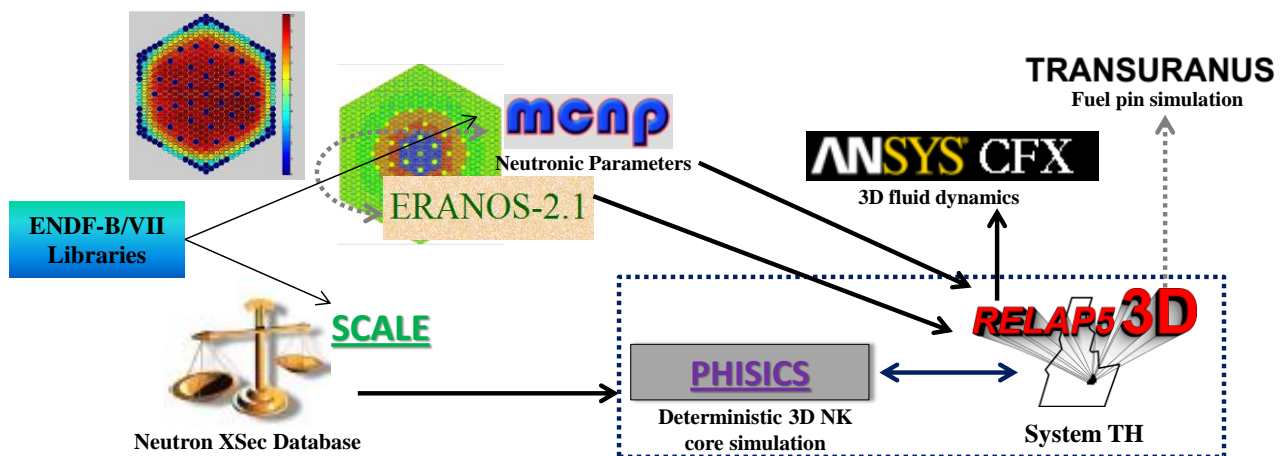 TRANSURANUS
Fuel pin simulation
mcnp
Neutronic Parameters
ANSYS CFX
3D fluid dynamics
ERANOS-2.1
ENDF-B/VII
Libraries
SCALE
Neutron XSec Database
RELAP5 3D
PHISICS
Deterministic 3D NK
core simulation
System TH